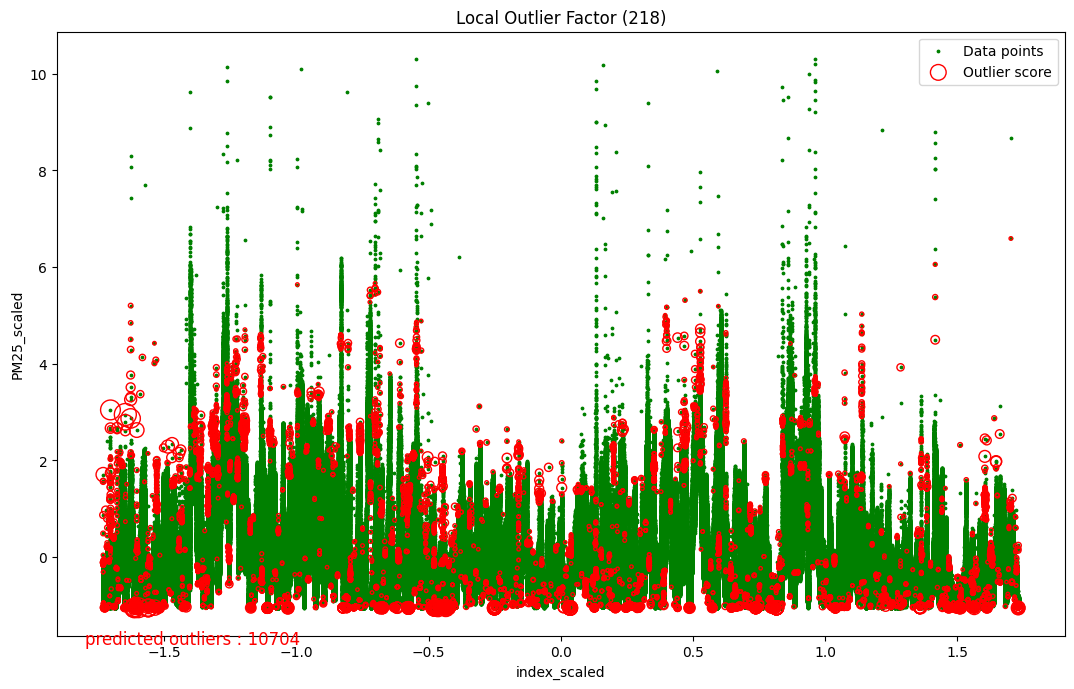 Local Outlier Factor (218)
Data points
Outlier score
10
8
6
4
2
0
PM25_scaled
predicted outliers : 10704
−1.5
−1.0
−0.5
0.0
0.5
1.0
1.5
index_scaled